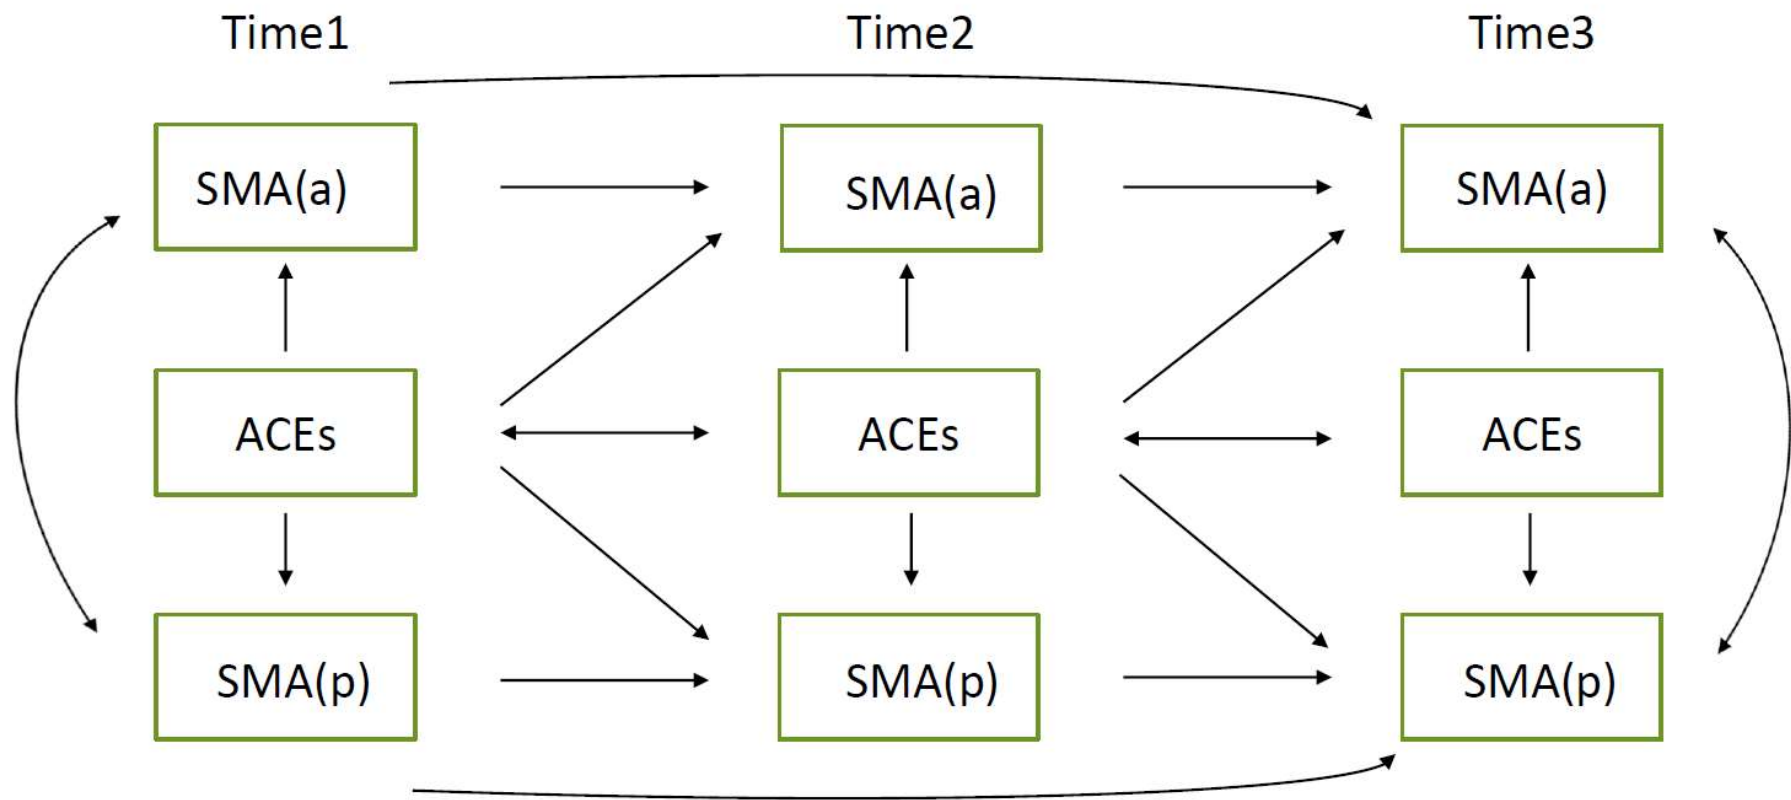 Time1 Time2 Time3
SMA(a) SMA(a) SMA(a)
ACEs ACEs ACEs
SMA(p) SMA(p) SMA(p)